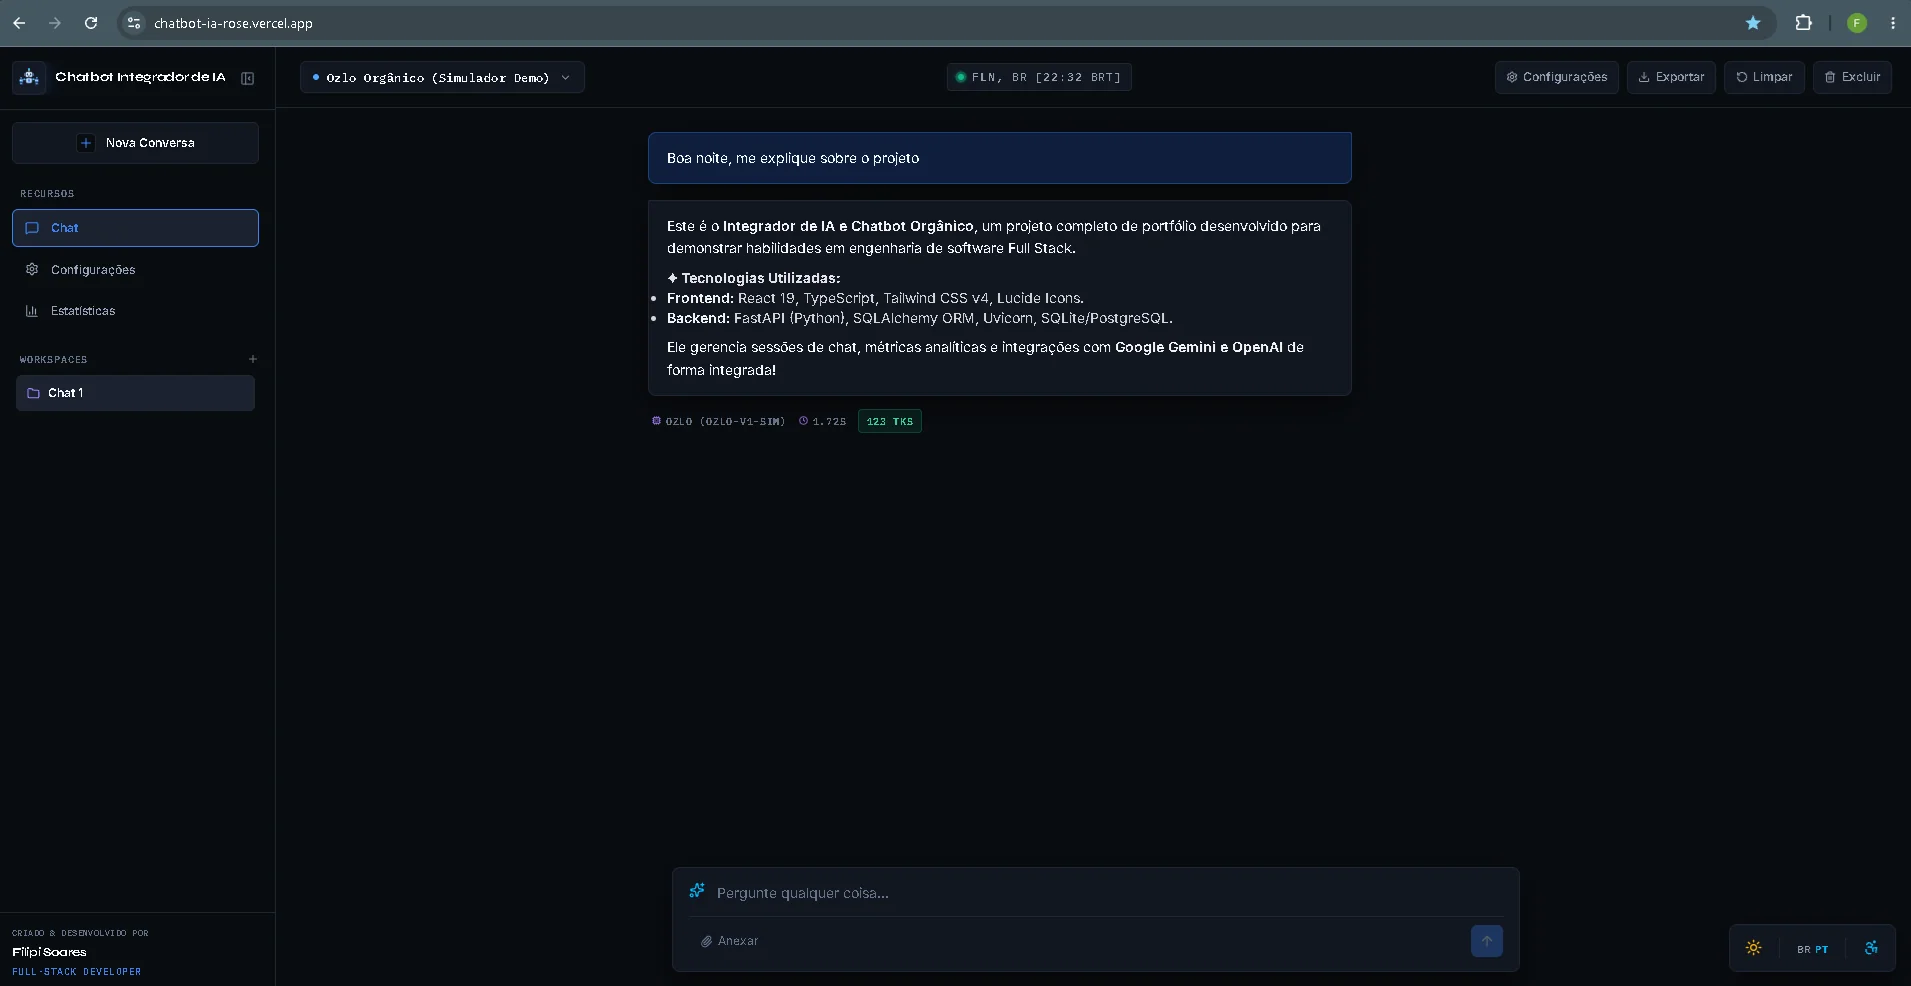 chatbot-ia-rose.vercel.app
F
Chatbot Integrador de IA
Ozlo Orgânico (Simulador Demo)
FLN, BR [22:32 BRT]
Configurações
Exportar
Limpar
Excluir
Nova Conversa
RECURSOS
Chat
Configurações
Estatísticas
WORKSPACES
Chat 1
Boa noite, me explique sobre o projeto
Este é o Integrador de IA e Chatbot Orgânico, um projeto completo de portfólio desenvolvido para
demonstrar habilidades em engenharia de software Full Stack.
✦ Tecnologias Utilizadas:
• Frontend: React 19, TypeScript, Tailwind CSS v4, Lucide Icons.
• Backend: FastAPI (Python), SQLAlchemy ORM, Uvicorn, SQLite/PostgreSQL.
Ele gerencia sessões de chat, métricas analíticas e integrações com Google Gemini e OpenAI de
forma integrada!
OZLO (OZLO-V1-SIM)
1.72S
123 TKS
Pergunte qualquer coisa...
Anexar
CRIADO & DESENVOLVIDO POR
Filipi Soares
FULL-STACK DEVELOPER
BR PT